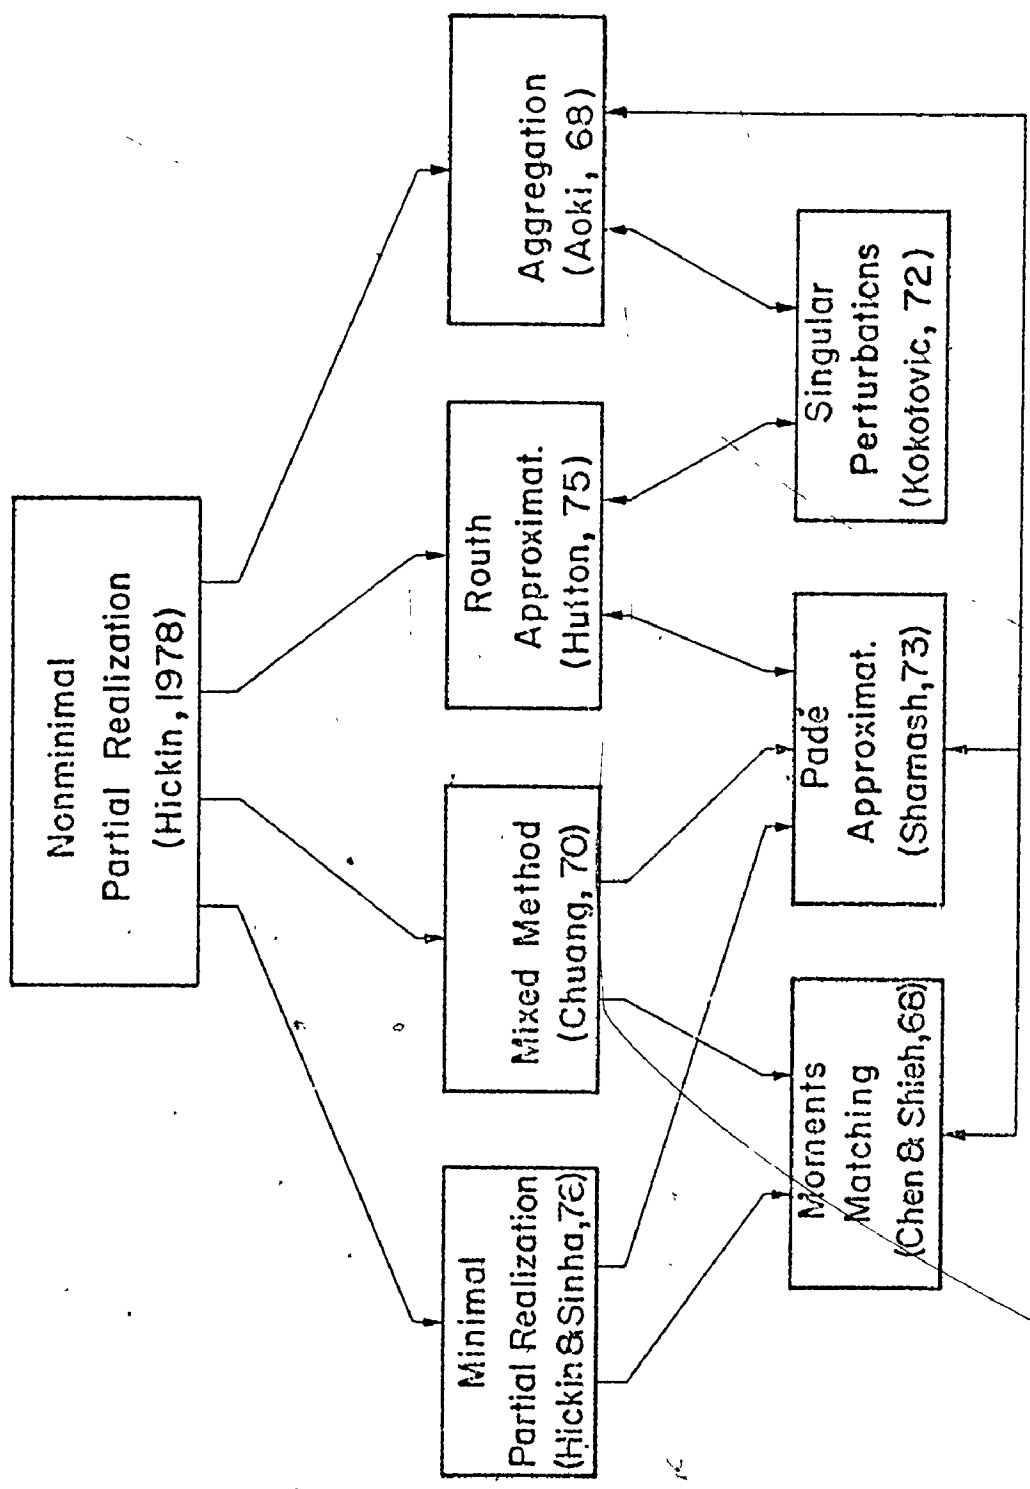 Nonminimal
Partial Realization
(Hickin, 1978)
Minimal
Partial Realization
(Hickin & Sinha, 76)
Mixed Method
(Chuang, 70)
Routh
Approximat.
(Hutton, 75)
Aggregation
(Aoki, 68)
Moments
Matching
(Chen & Shieh, 68)
Padé
Approximat.
(Shamash, 73)
Singular
Perturbations
(Kokotovic, 72)